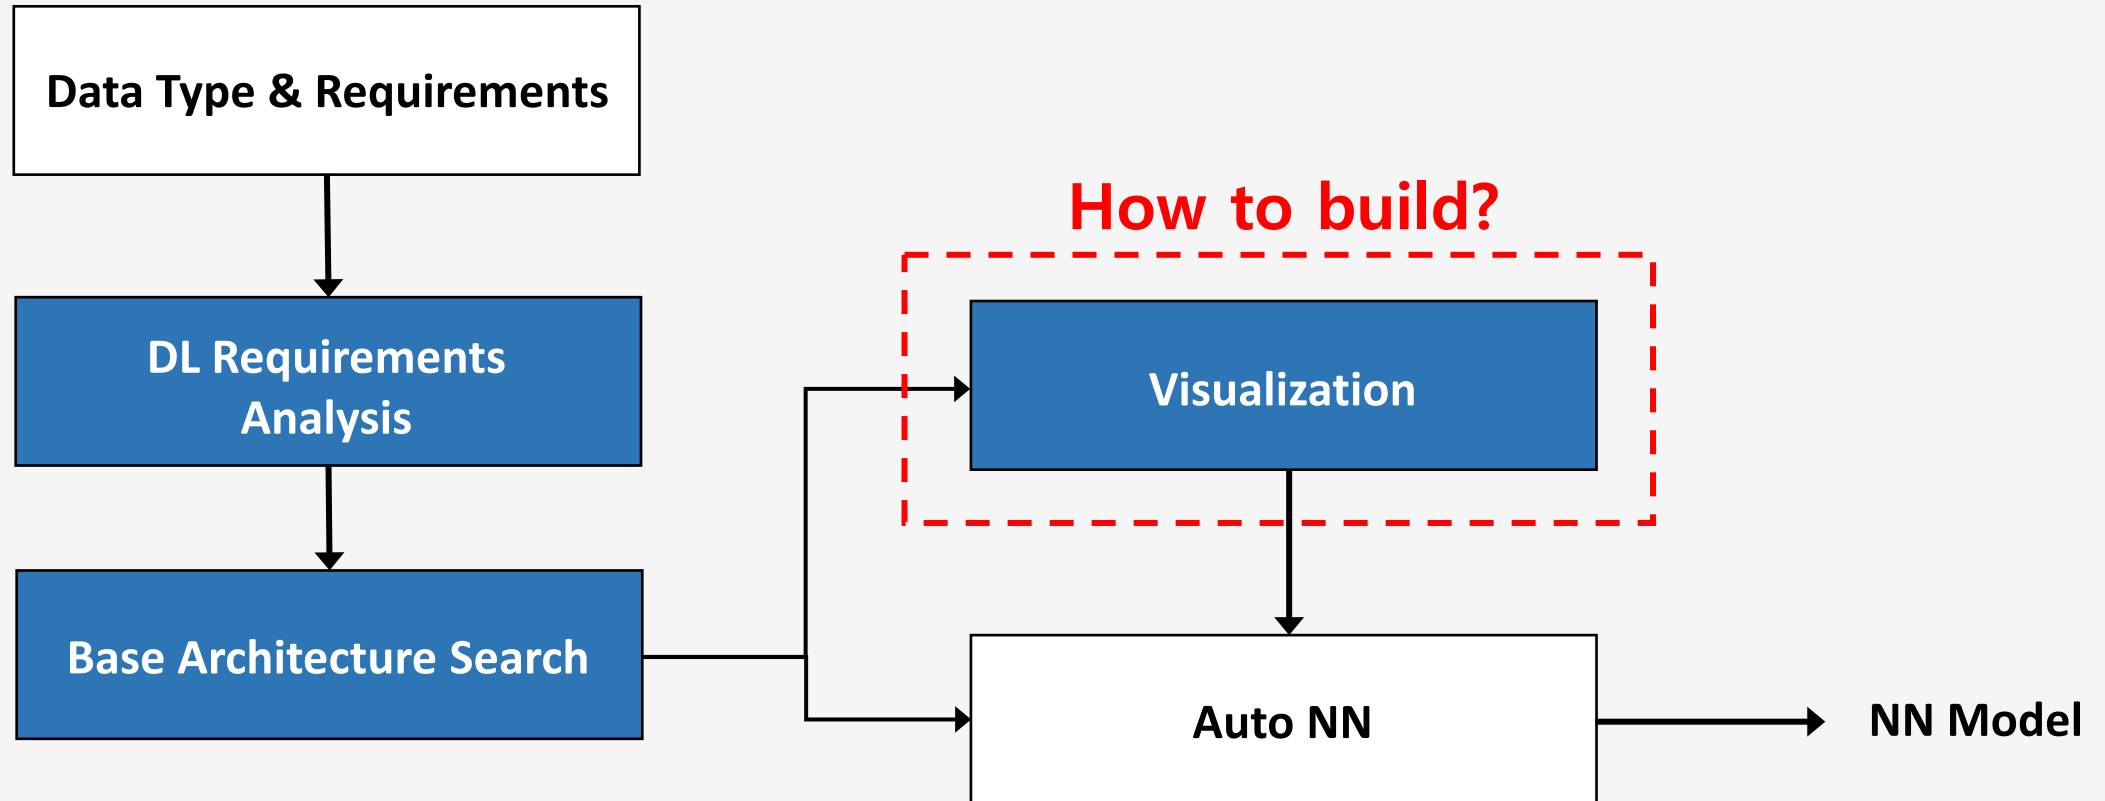 Data Type & Requirements
How to build?
DL Requirements
Analysis
Visualization
Base Architecture Search
Auto NN
NN Model